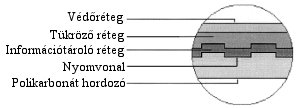 Védőréteg
Tükröző réteg
Információtároló réteg
Nyomvonal
Polikarbonát hordozó